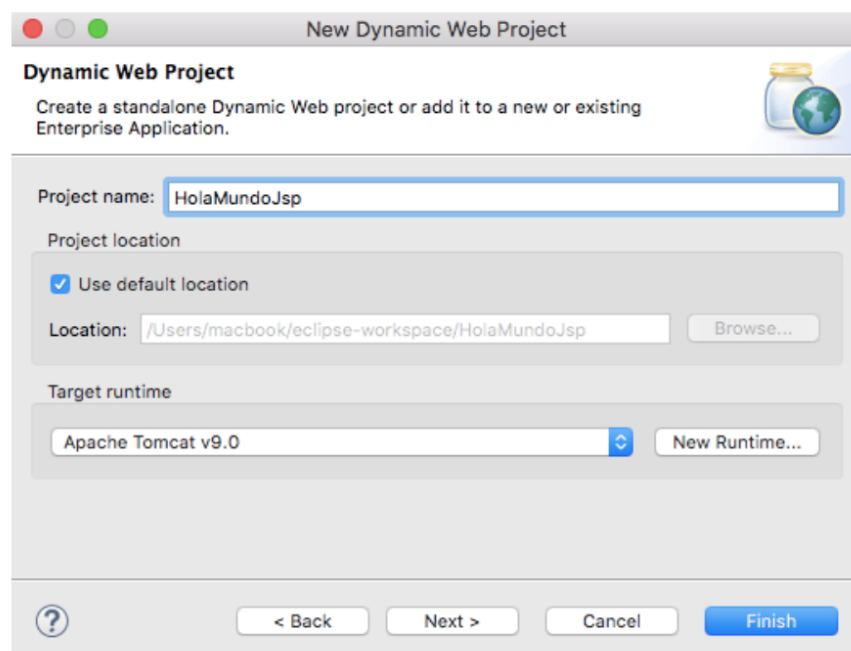 New Dynamic Web Project
Dynamic Web Project
Create a standalone Dynamic Web project or add it to a new or existing
Enterprise Application.
Project name: HolaMundoJsp
Project location
Use default location
Location: /Users/macbook/eclipse-workspace/HolaMundoJsp Browse...
Target runtime
Apache Tomcat v9.0 New Runtime...
? < Back Next > Cancel Finish